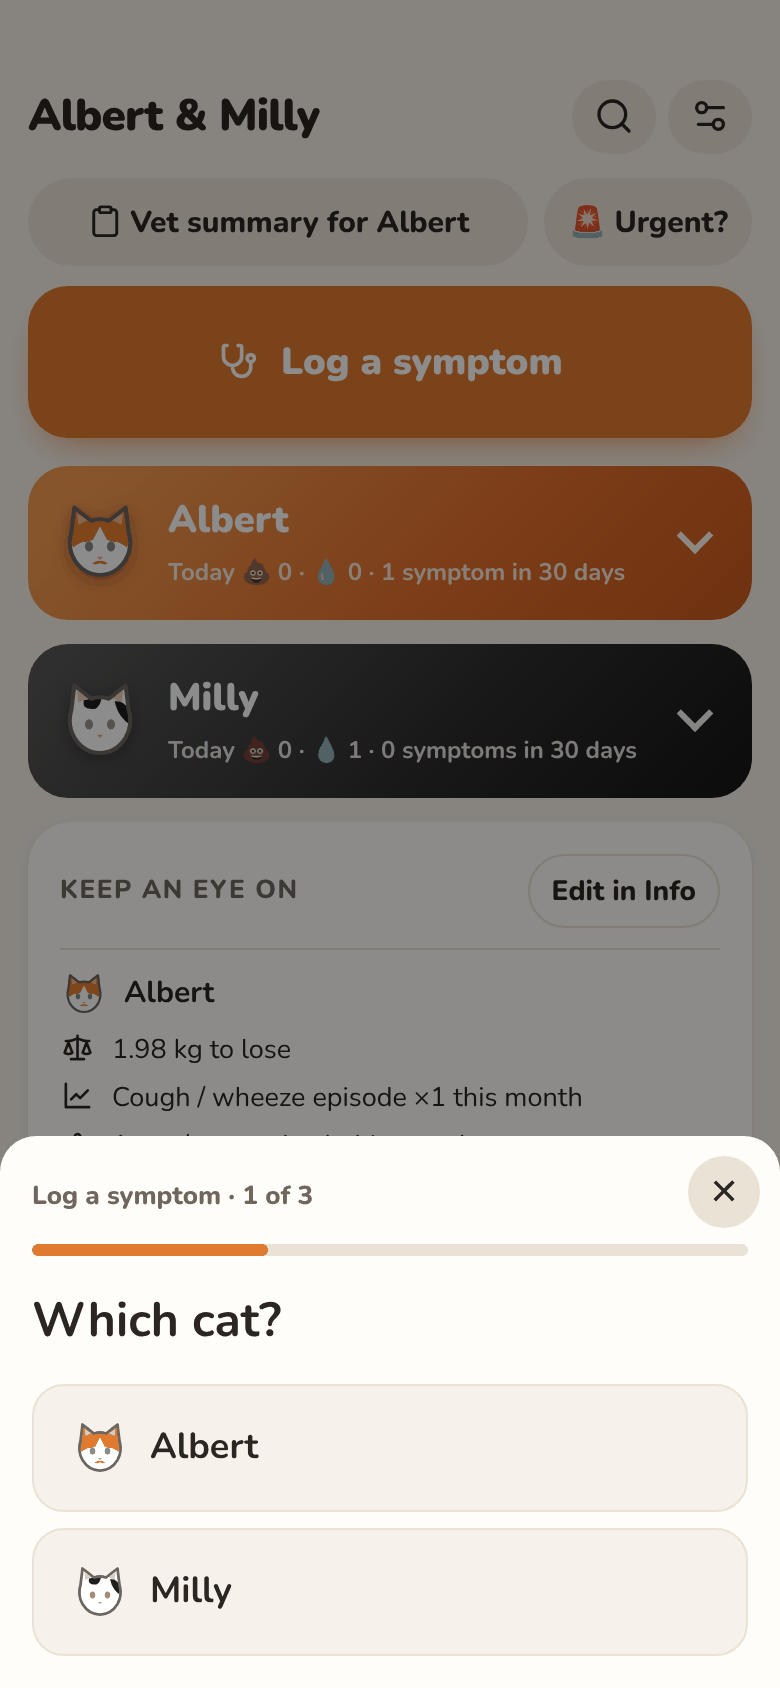 Albert & Milly
Vet summary for Albert
Urgent?
Log a symptom
Albert
Today 💩 0 · 💧 0 · 1 symptom in 30 days
Milly
Today 💩 0 · 💧 1 · 0 symptoms in 30 days
KEEP AN EYE ON
Edit in Info
Albert
1.98 kg to lose
Cough / wheeze episode ×1 this month
Log a symptom · 1 of 3
Which cat?
Albert
Milly